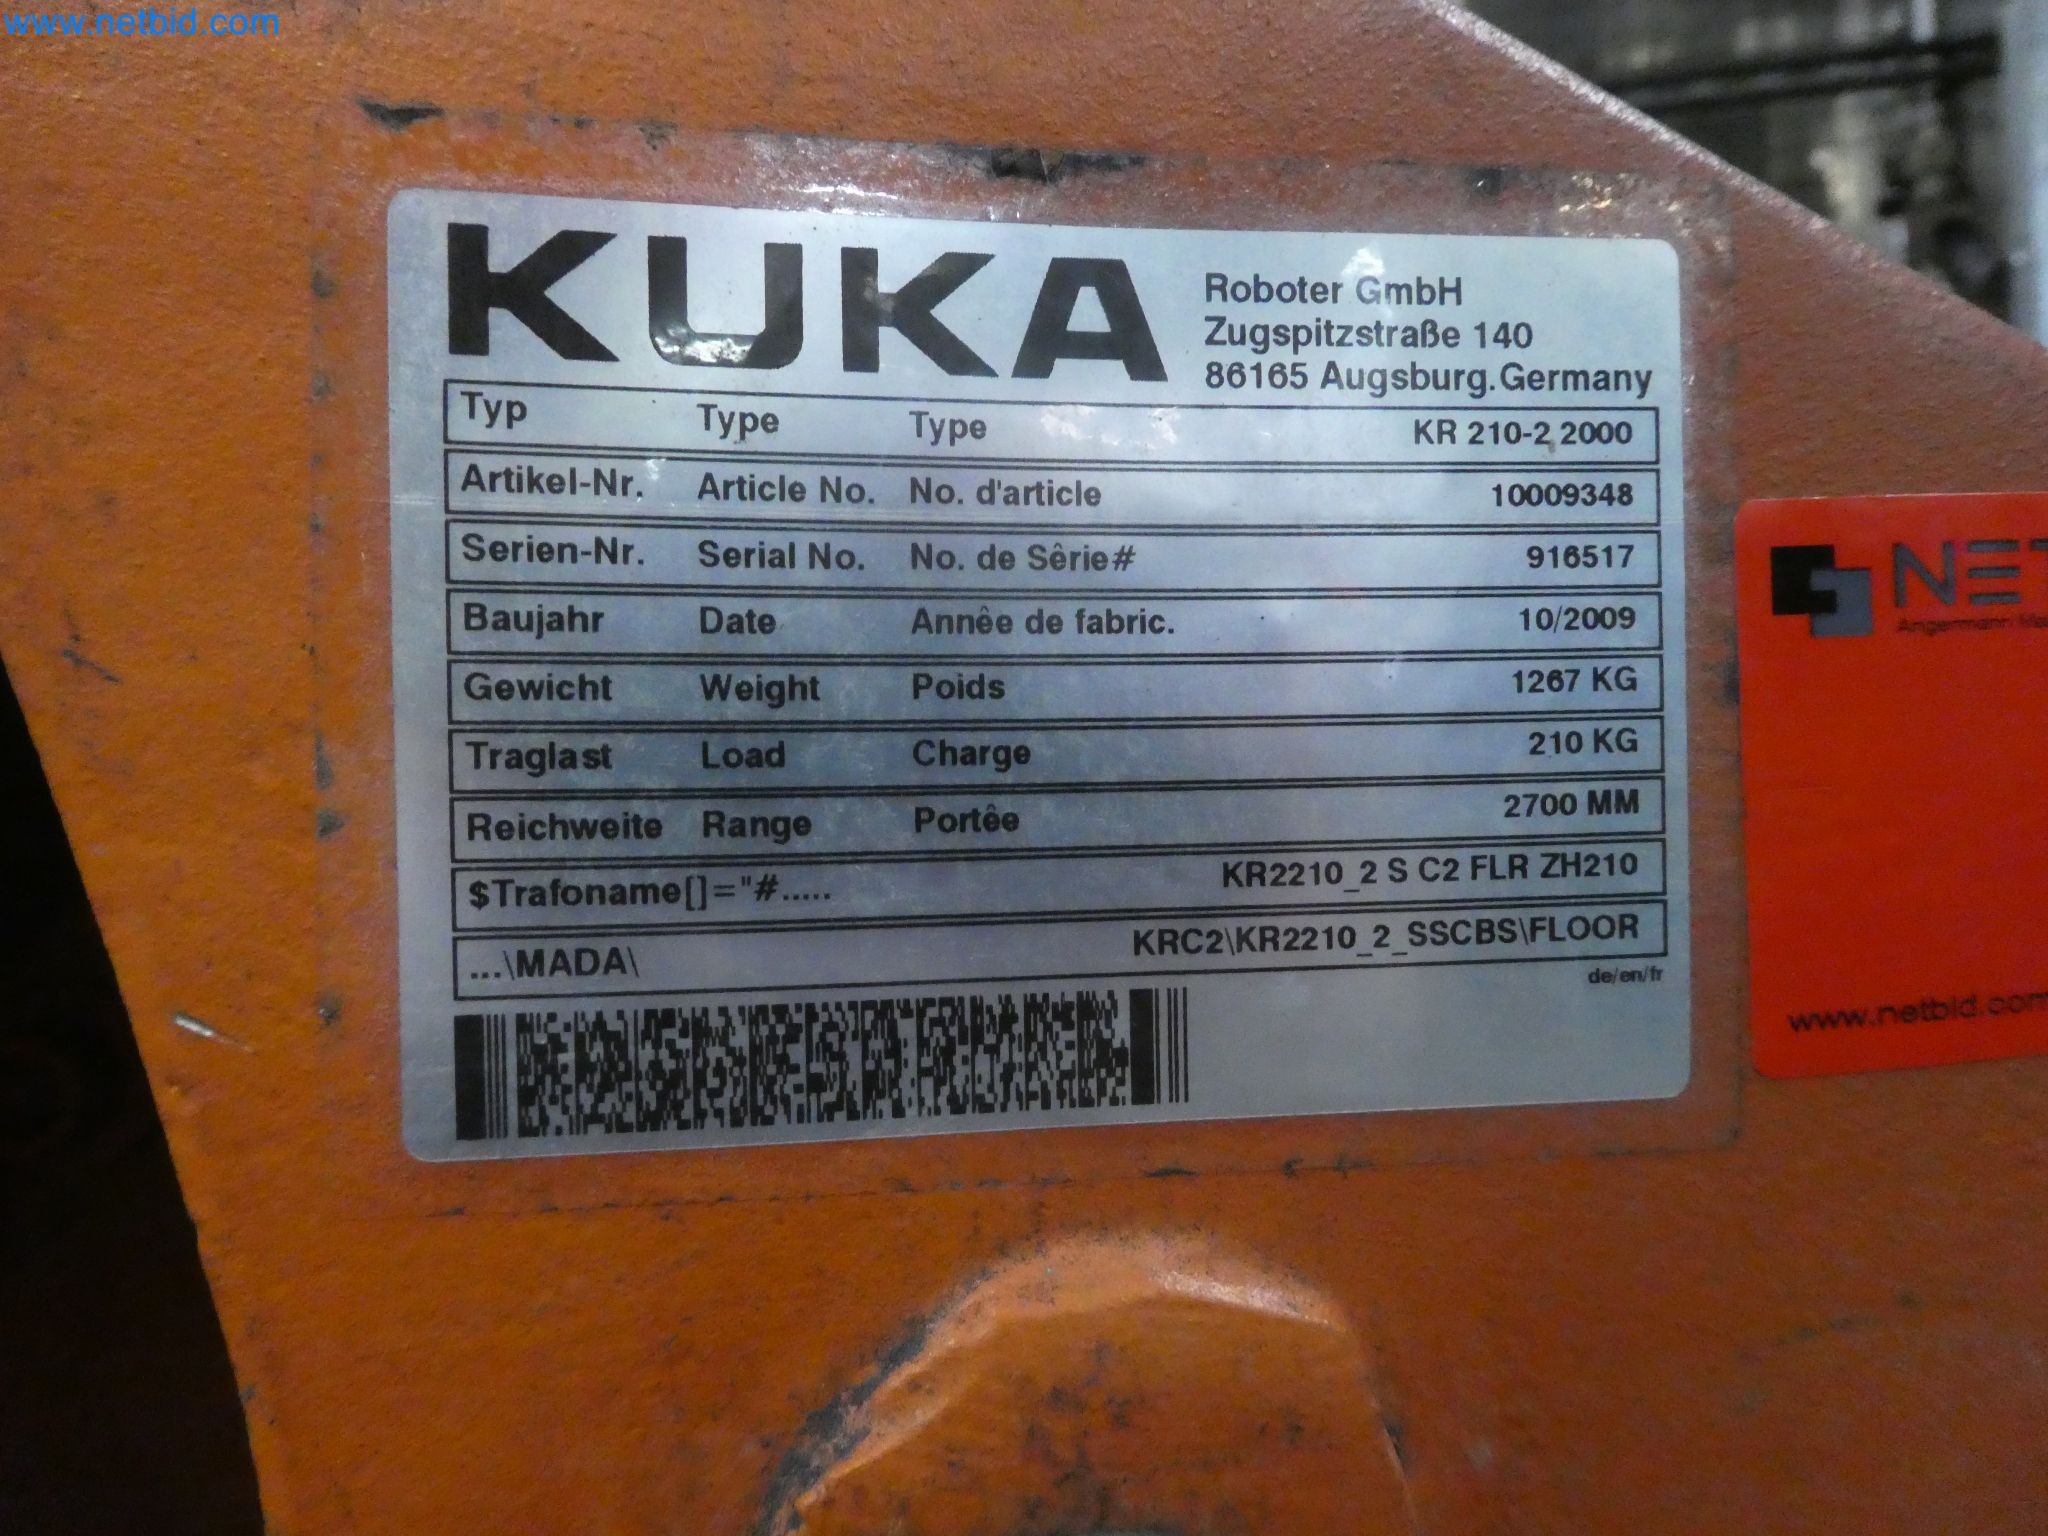 www.netbid.com
KUKA
Roboter GmbH
Zugspitzstraße 140
86165 Augsburg.Germany
Typ Type Type KR 210-2 2000
Artikel-Nr. Article No. No. d'article 10009348
Serien-Nr. Serial No. No. de Sêrie# 916517
Baujahr Date Annêe de fabric. 10/2009
Gewicht Weight Poids 1267 KG
Traglast Load Charge 210 KG
Reichweite Range Portêe 2700 MM
$Trafoname[]="#..... KR2210_2 S C2 FLR ZH210
...\MADA\ KRC2\KR2210_2_SSCBS\FLOOR
de/en/fr
NET
Angermann
www.netbid.com